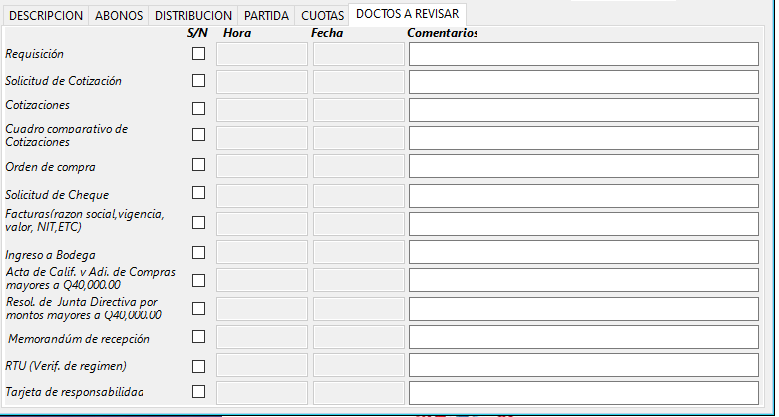 DESCRIPCION ABONOS DISTRIBUCION PARTIDA CUOTAS DOCTOS A REVISAR
S/N Hora Fecha Comentarios
Requisición
Solicitud de Cotización
Cotizaciones
Cuadro comparativo de
Cotizaciones
Orden de compra
Solicitud de Cheque
Facturas(razon social,vigencia,
valor, NIT,ETC)
Ingreso a Bodega
Acta de Calif. y Adj. de Compras
mayores a Q40,000.00
Resol. de Junta Directiva por
montos mayores a Q40,000.00
Memorandúm de recepción
RTU (Verif. de regimen)
Tarjeta de responsabilidad